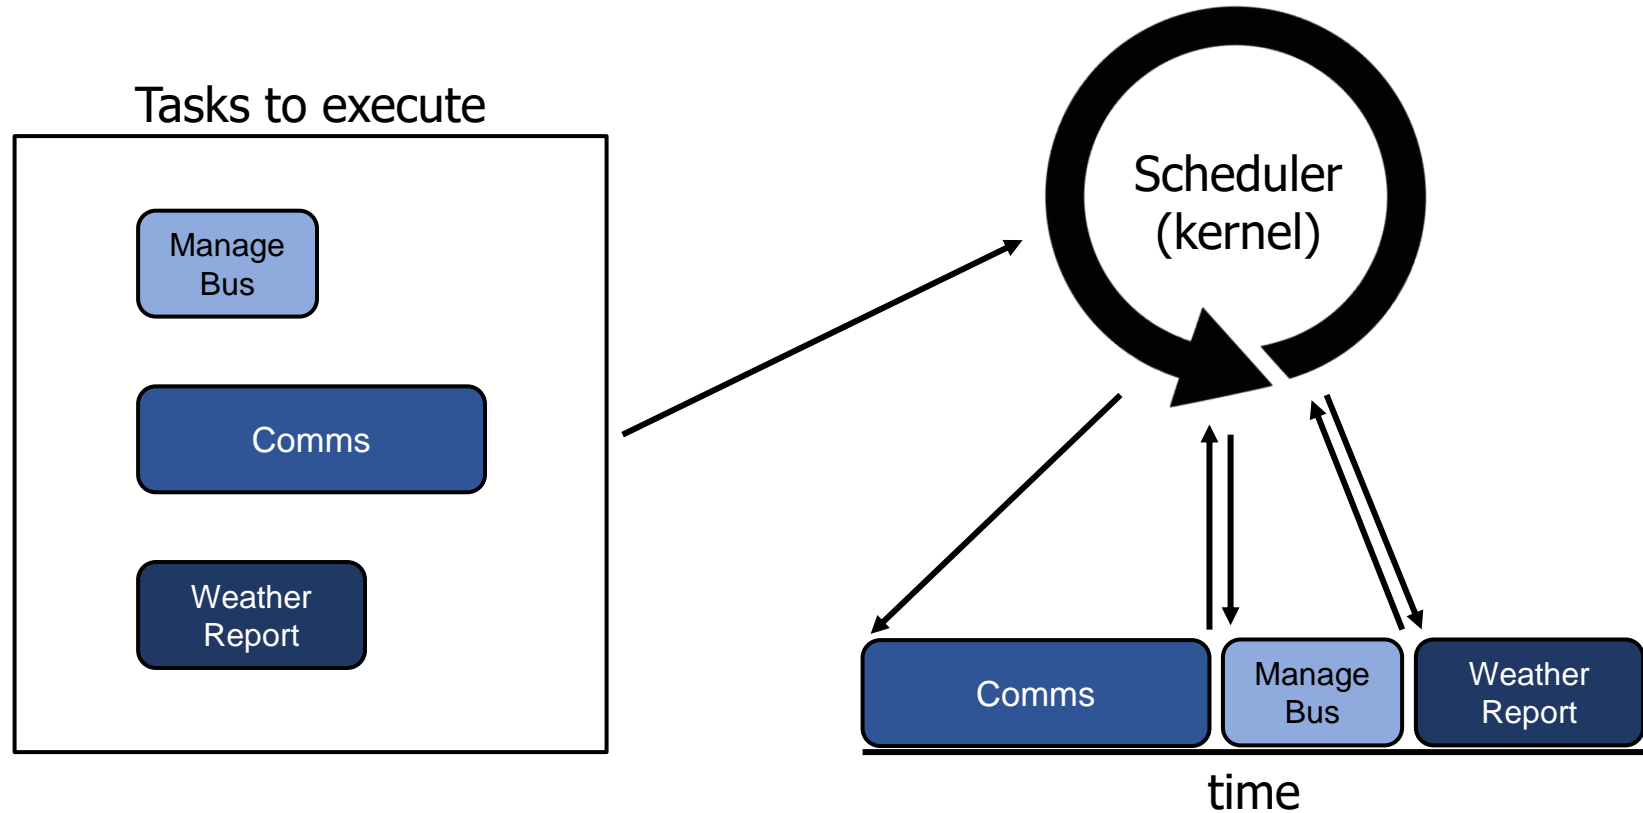 Tasks to execute
Manage
Bus
Comms
Weather
Report
Scheduler
(kernel)
Comms
Manage
Bus
Weather
Report
time